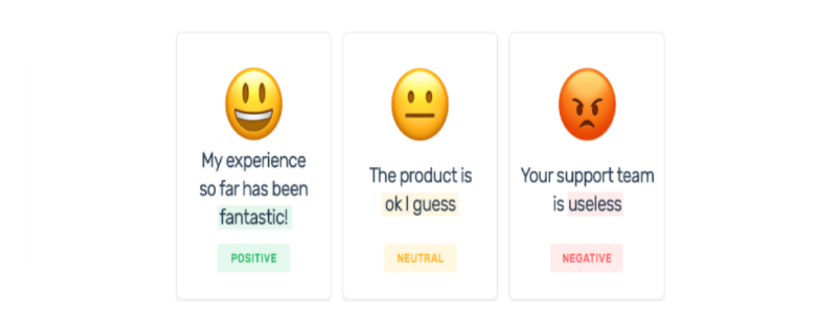 My experience
so far has been
fantastic!
POSITIVE
The product is
ok I guess
NEUTRAL
Your support team
is useless
NEGATIVE